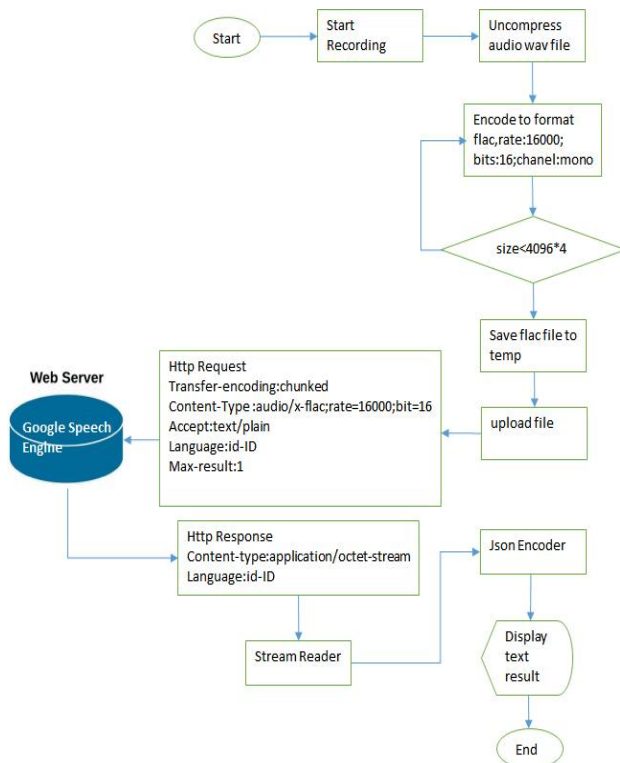 Start
Start
Recording
Uncompress
audio wav file
Encode to format
flac,rate:16000;
bits:16;chanel:mono
size<4096*4
Save flac file to
temp
upload file
Http Request
Transfer-encoding:chunked
Content-Type :audio/x-flac;rate=16000;bit=16
Accept:text/plain
Language:id-ID
Max-result:1
Web Server
Google Speech
Engine
Http Response
Content-type:application/octet-stream
Language:id-ID
Stream Reader
Json Encoder
Display
text
result
End